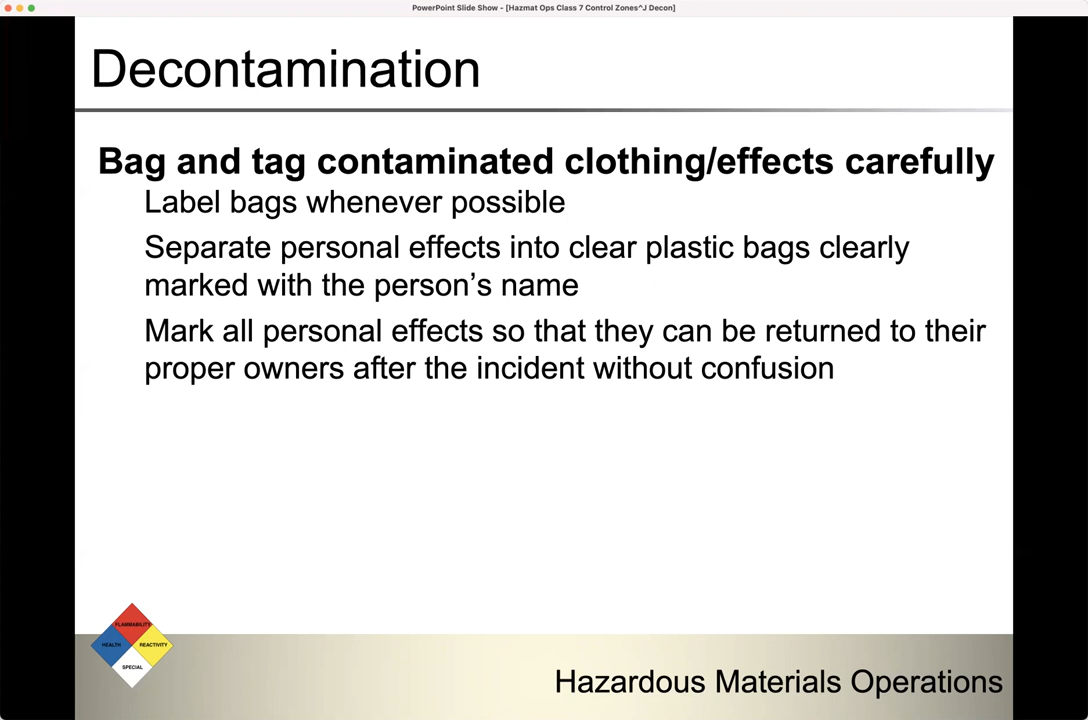 PowerPoint Slide Show - [Hazmat Ops Class 7 Control Zones^J Decon]
Decontamination
Bag and tag contaminated clothing/effects carefully
Label bags whenever possible
Separate personal effects into clear plastic bags clearly
marked with the person’s name
Mark all personal effects so that they can be returned to their
proper owners after the incident without confusion
FLAMMABILITY
HEALTH
REACTIVITY
SPECIAL
Hazardous Materials Operations